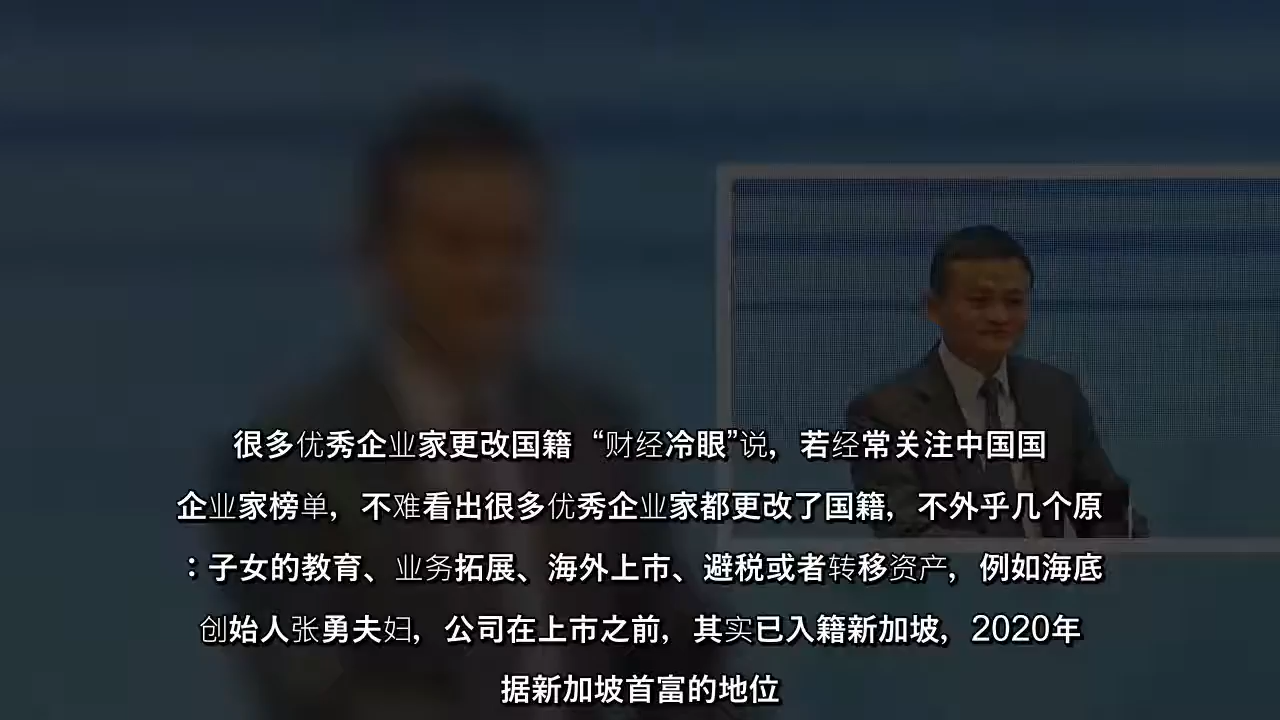 很多优秀企业家更改国籍 “财经冷眼”说，若经常关注中国国
企业家榜单，不难看出很多优秀企业家都更改了国籍，不外乎几个原
：子女的教育、业务拓展、海外上市、避税或者转移资产，例如海底
创始人张勇夫妇，公司在上市之前，其实已入籍新加坡，2020年
据新加坡首富的地位